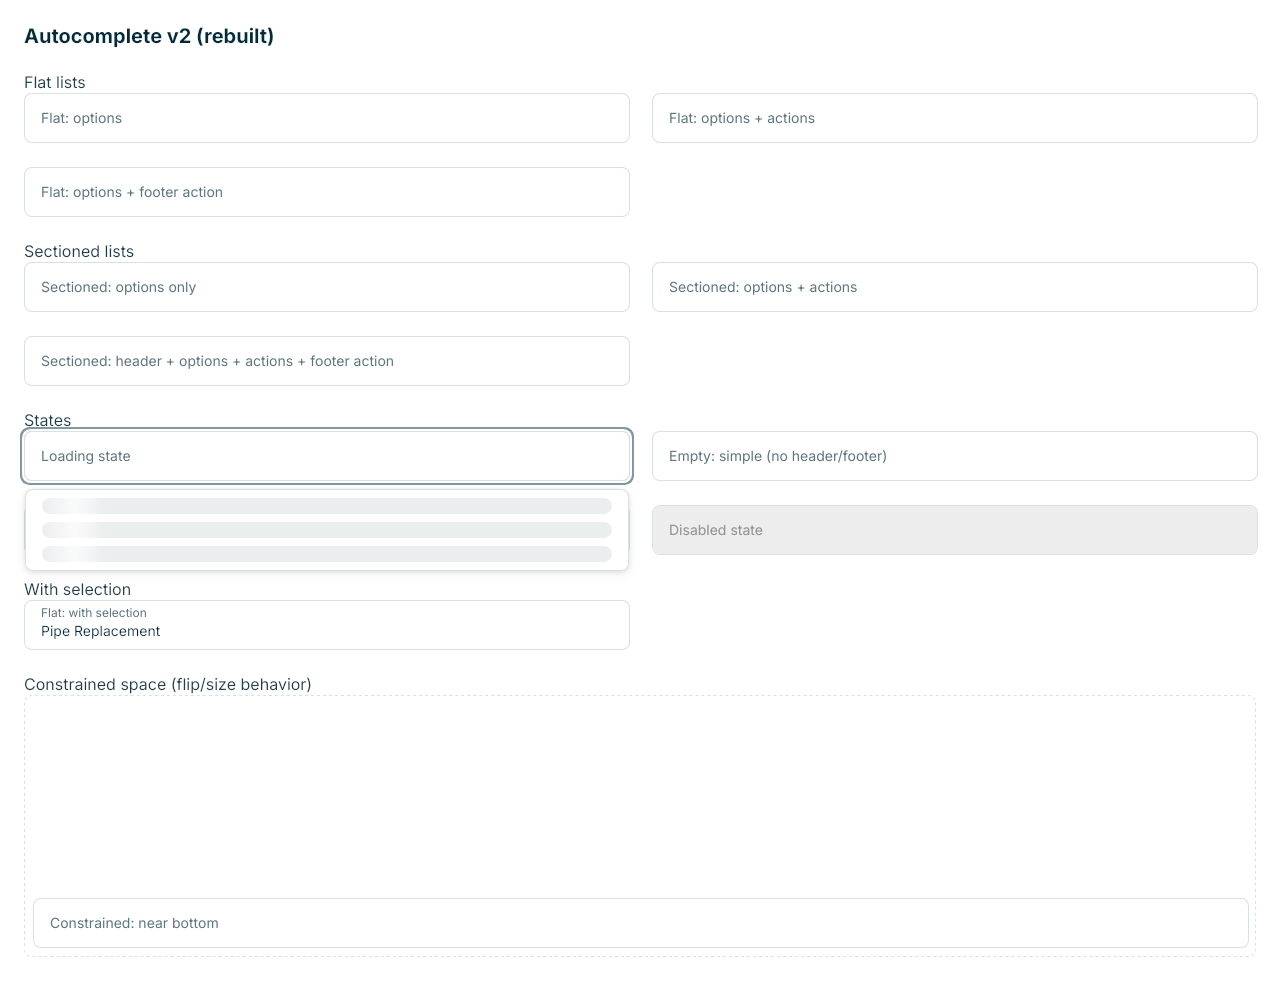 Autocomplete v2 (rebuilt)
Flat lists
Flat: options
Flat: options + actions
Flat: options + footer action
Sectioned lists
Sectioned: options only
Sectioned: options + actions
Sectioned: header + options + actions + footer action
States
Loading state
Empty: simple (no header/footer)
Disabled state
With selection
Flat: with selection
Pipe Replacement
Constrained space (flip/size behavior)
Constrained: near bottom